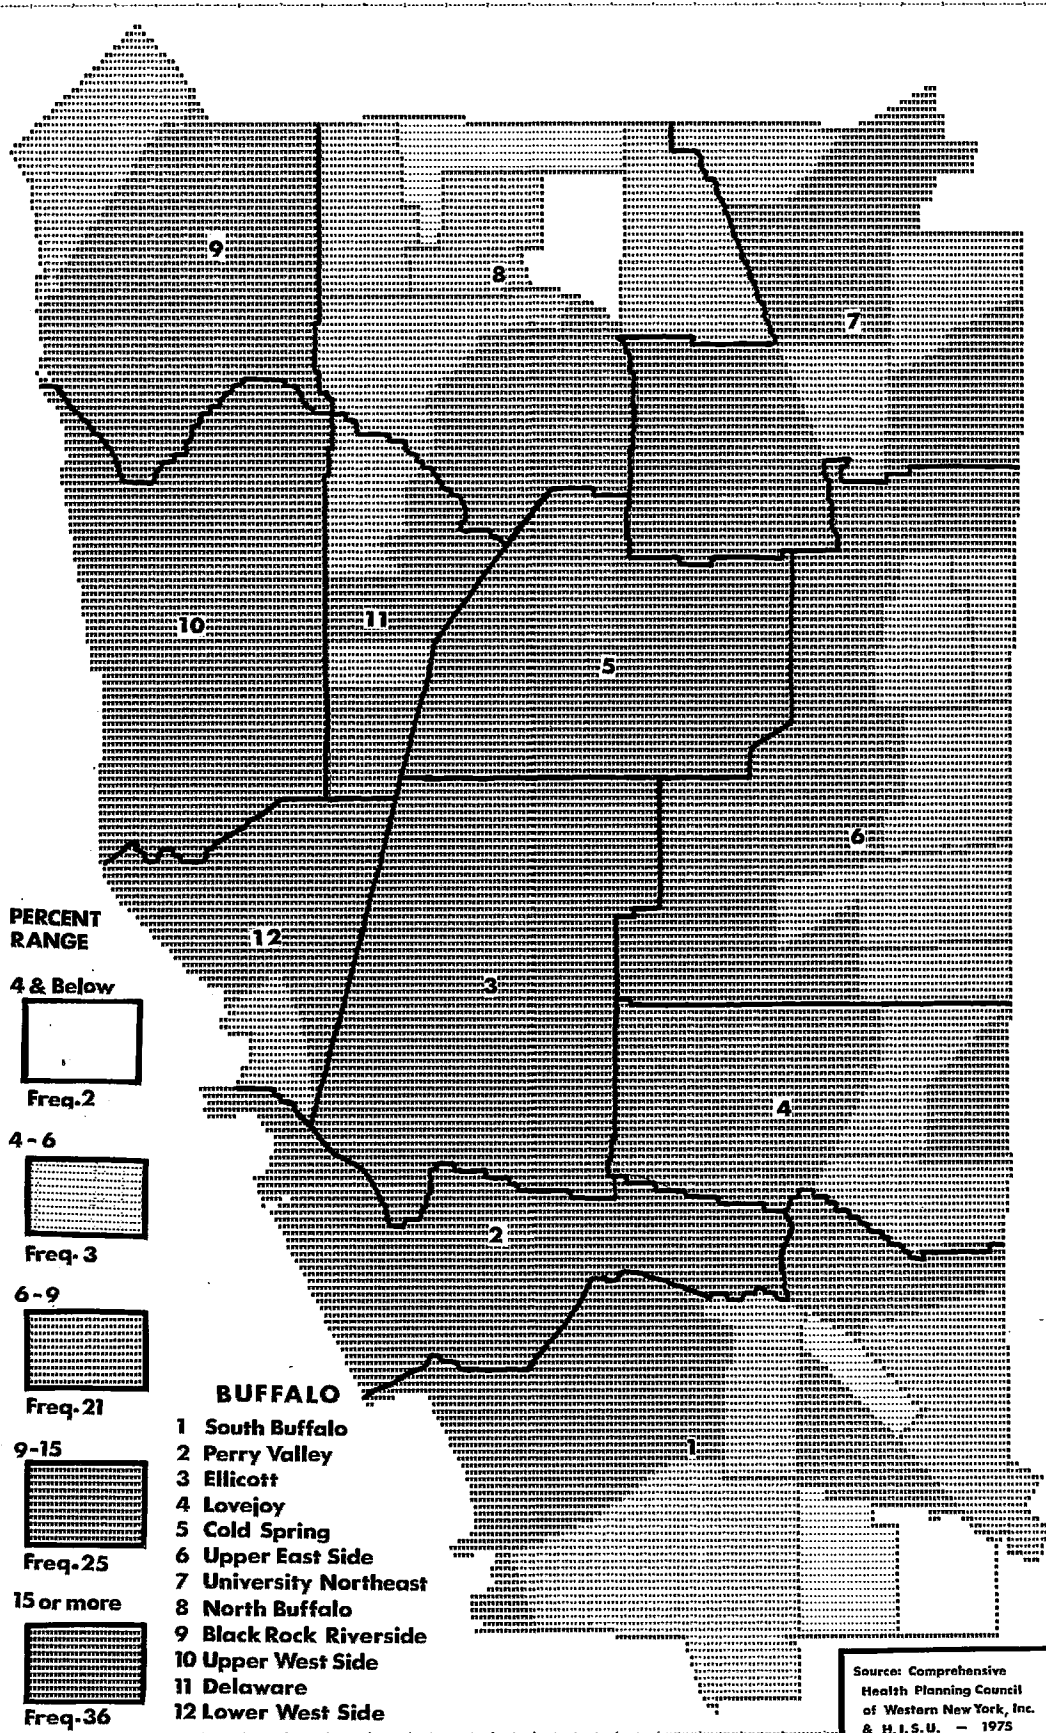 9
8
7
10
11
5
6
12
3
4
2
1
PERCENT
RANGE
4 & Below
Freq.2
4-6
Freq.3
6-9
Freq.21
9-15
Freq.25
15 or more
Freq.36
BUFFALO
1 South Buffalo
2 Perry Valley
3 Ellicott
4 Lovejoy
5 Cold Spring
6 Upper East Side
7 University Northeast
8 North Buffalo
9 Black Rock Riverside
10 Upper West Side
11 Delaware
12 Lower West Side
Source: Comprehensive
Health Planning Council
of Western New York, Inc.
& H.I.S.U. — 1975